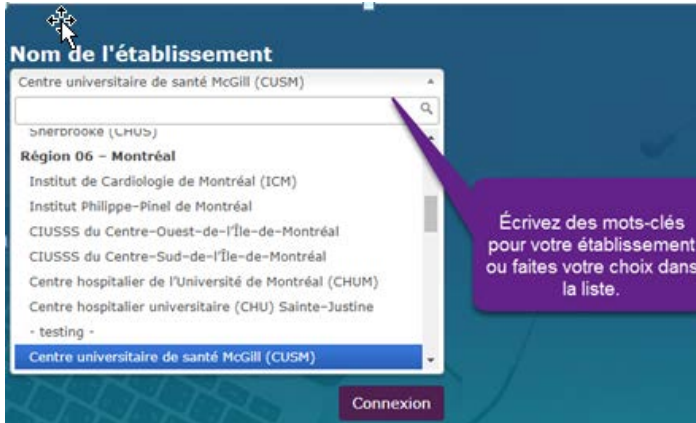 Nom de l'établissement
Centre universitaire de santé McGill (CUSM)
Sherbrooke (CHUS)
Région 06 – Montréal
Institut de Cardiologie de Montréal (ICM)
Institut Philippe-Pinel de Montréal
CIUSSS du Centre-Ouest-de-l'Île-de-Montréal
CIUSSS du Centre-Sud-de-l'Île-de-Montréal
Centre hospitalier de l'Université de Montréal (CHUM)
Centre hospitalier universitaire (CHU) Sainte-Justine
- testing -
Centre universitaire de santé McGill (CUSM)
Connexion
Écrivez des mots-clés
pour votre établissement
ou faites votre choix dans
la liste.